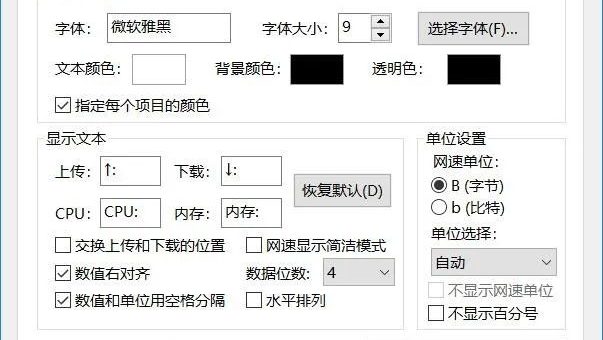 字体： 微软雅黑 字体大小： 9 选择字体(F)...
文本颜色： 背景颜色： 透明色：
指定每个项目的颜色
显示文本
上传： ↑: 下载： ↓:
恢复默认(D)
CPU： CPU: 内存： 内存:
交换上传和下载的位置 网速显示简洁模式
数值右对齐 数据位数: 4
数值和单位用空格分隔 水平排列
单位设置
网速单位：
B (字节)
b (比特)
单位选择：
自动
不显示网速单位
不显示百分号